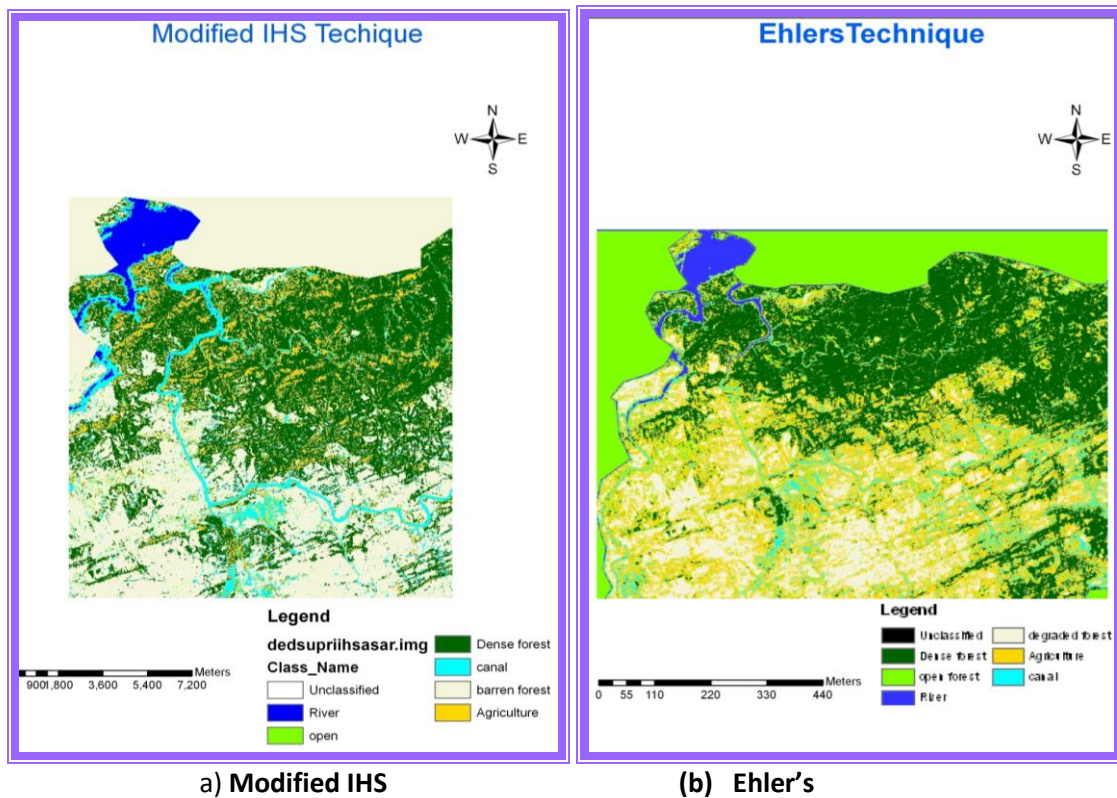 Modified IHS Techique
N
W E
S
Legend
dedsupriihsasar.img
Class_Name
Unclassified
River
open
Dense forest
canal
barren forest
Agriculture
Meters
900 1,800 3,600 5,400 7,200
EhlersTechnique
N
W E
S
Legend
Unclassified
Dense forest
open forest
River
degraded forest
Agriculture
canal
Meters
0 55 110 220 330 440
a) Modified IHS
(b) Ehler's